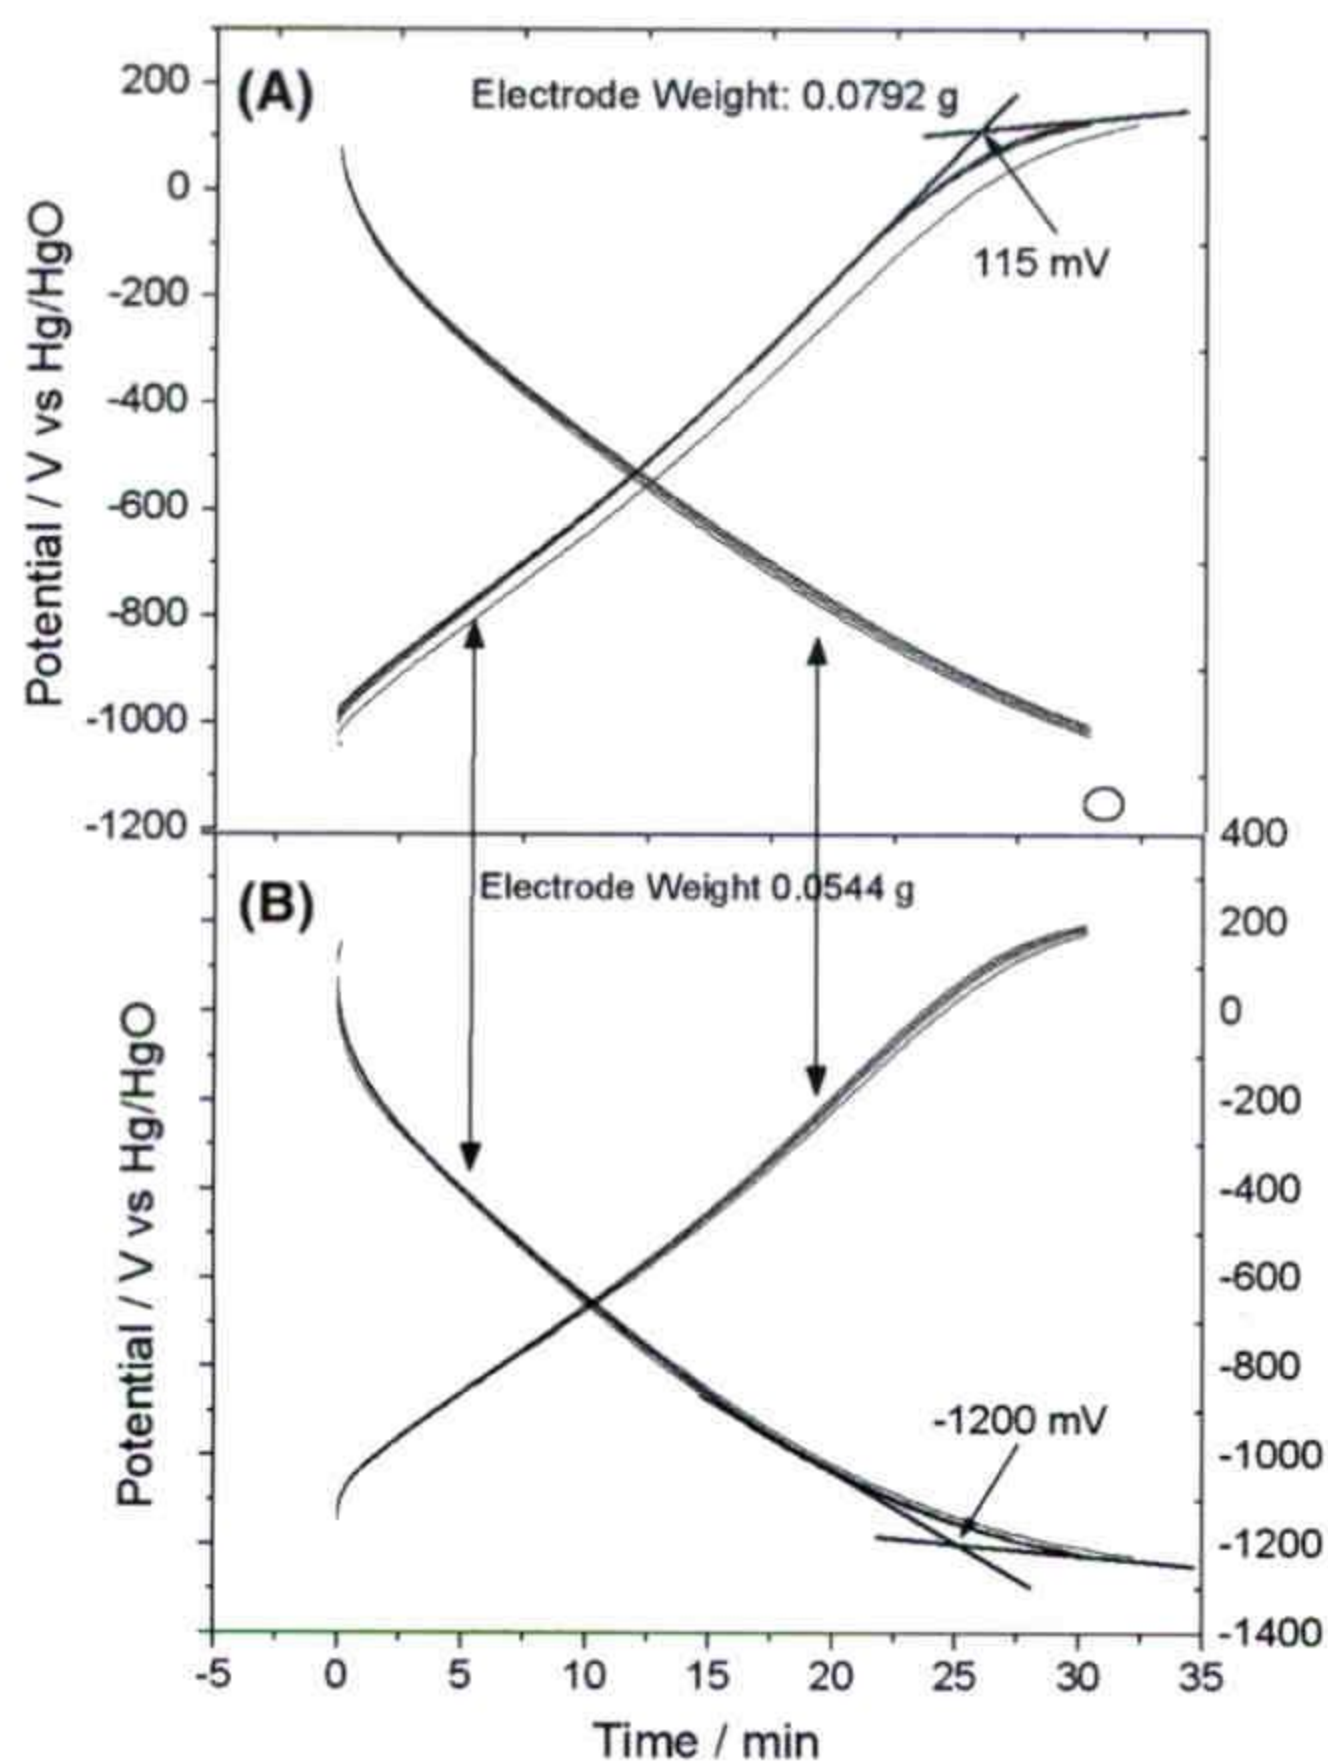 (A)
Electrode Weight: 0.0792 g
200
0
-200
-400
-600
-800
-1000
-1200
Potential / V vs Hg/HgO
115 mV
(B)
Electrode Weight 0.0544 g
400
200
0
-200
-400
-600
-800
-1000
-1200
-1400
Potential / V vs Hg/HgO
-1200 mV
-5 0 5 10 15 20 25 30 35
Time / min